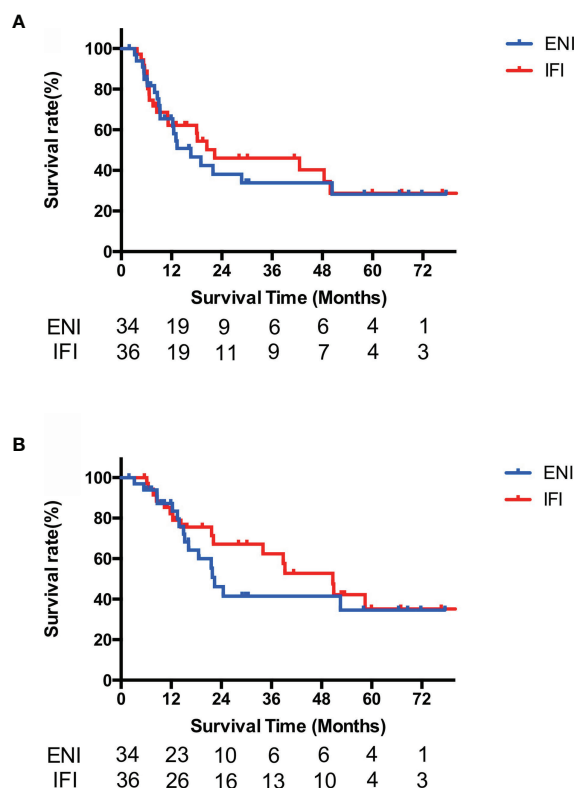 A
ENI
IFI
Survival rate(%)
100
80
60
40
20
0
0 12 24 36 48 60 72
Survival Time (Months)
ENI 34 19 9 6 6 4 1
IFI 36 19 11 9 7 4 3
B
ENI
IFI
Survival rate(%)
100
80
60
40
20
0
0 12 24 36 48 60 72
Survival Time (Months)
ENI 34 23 10 6 6 4 1
IFI 36 26 16 13 10 4 3